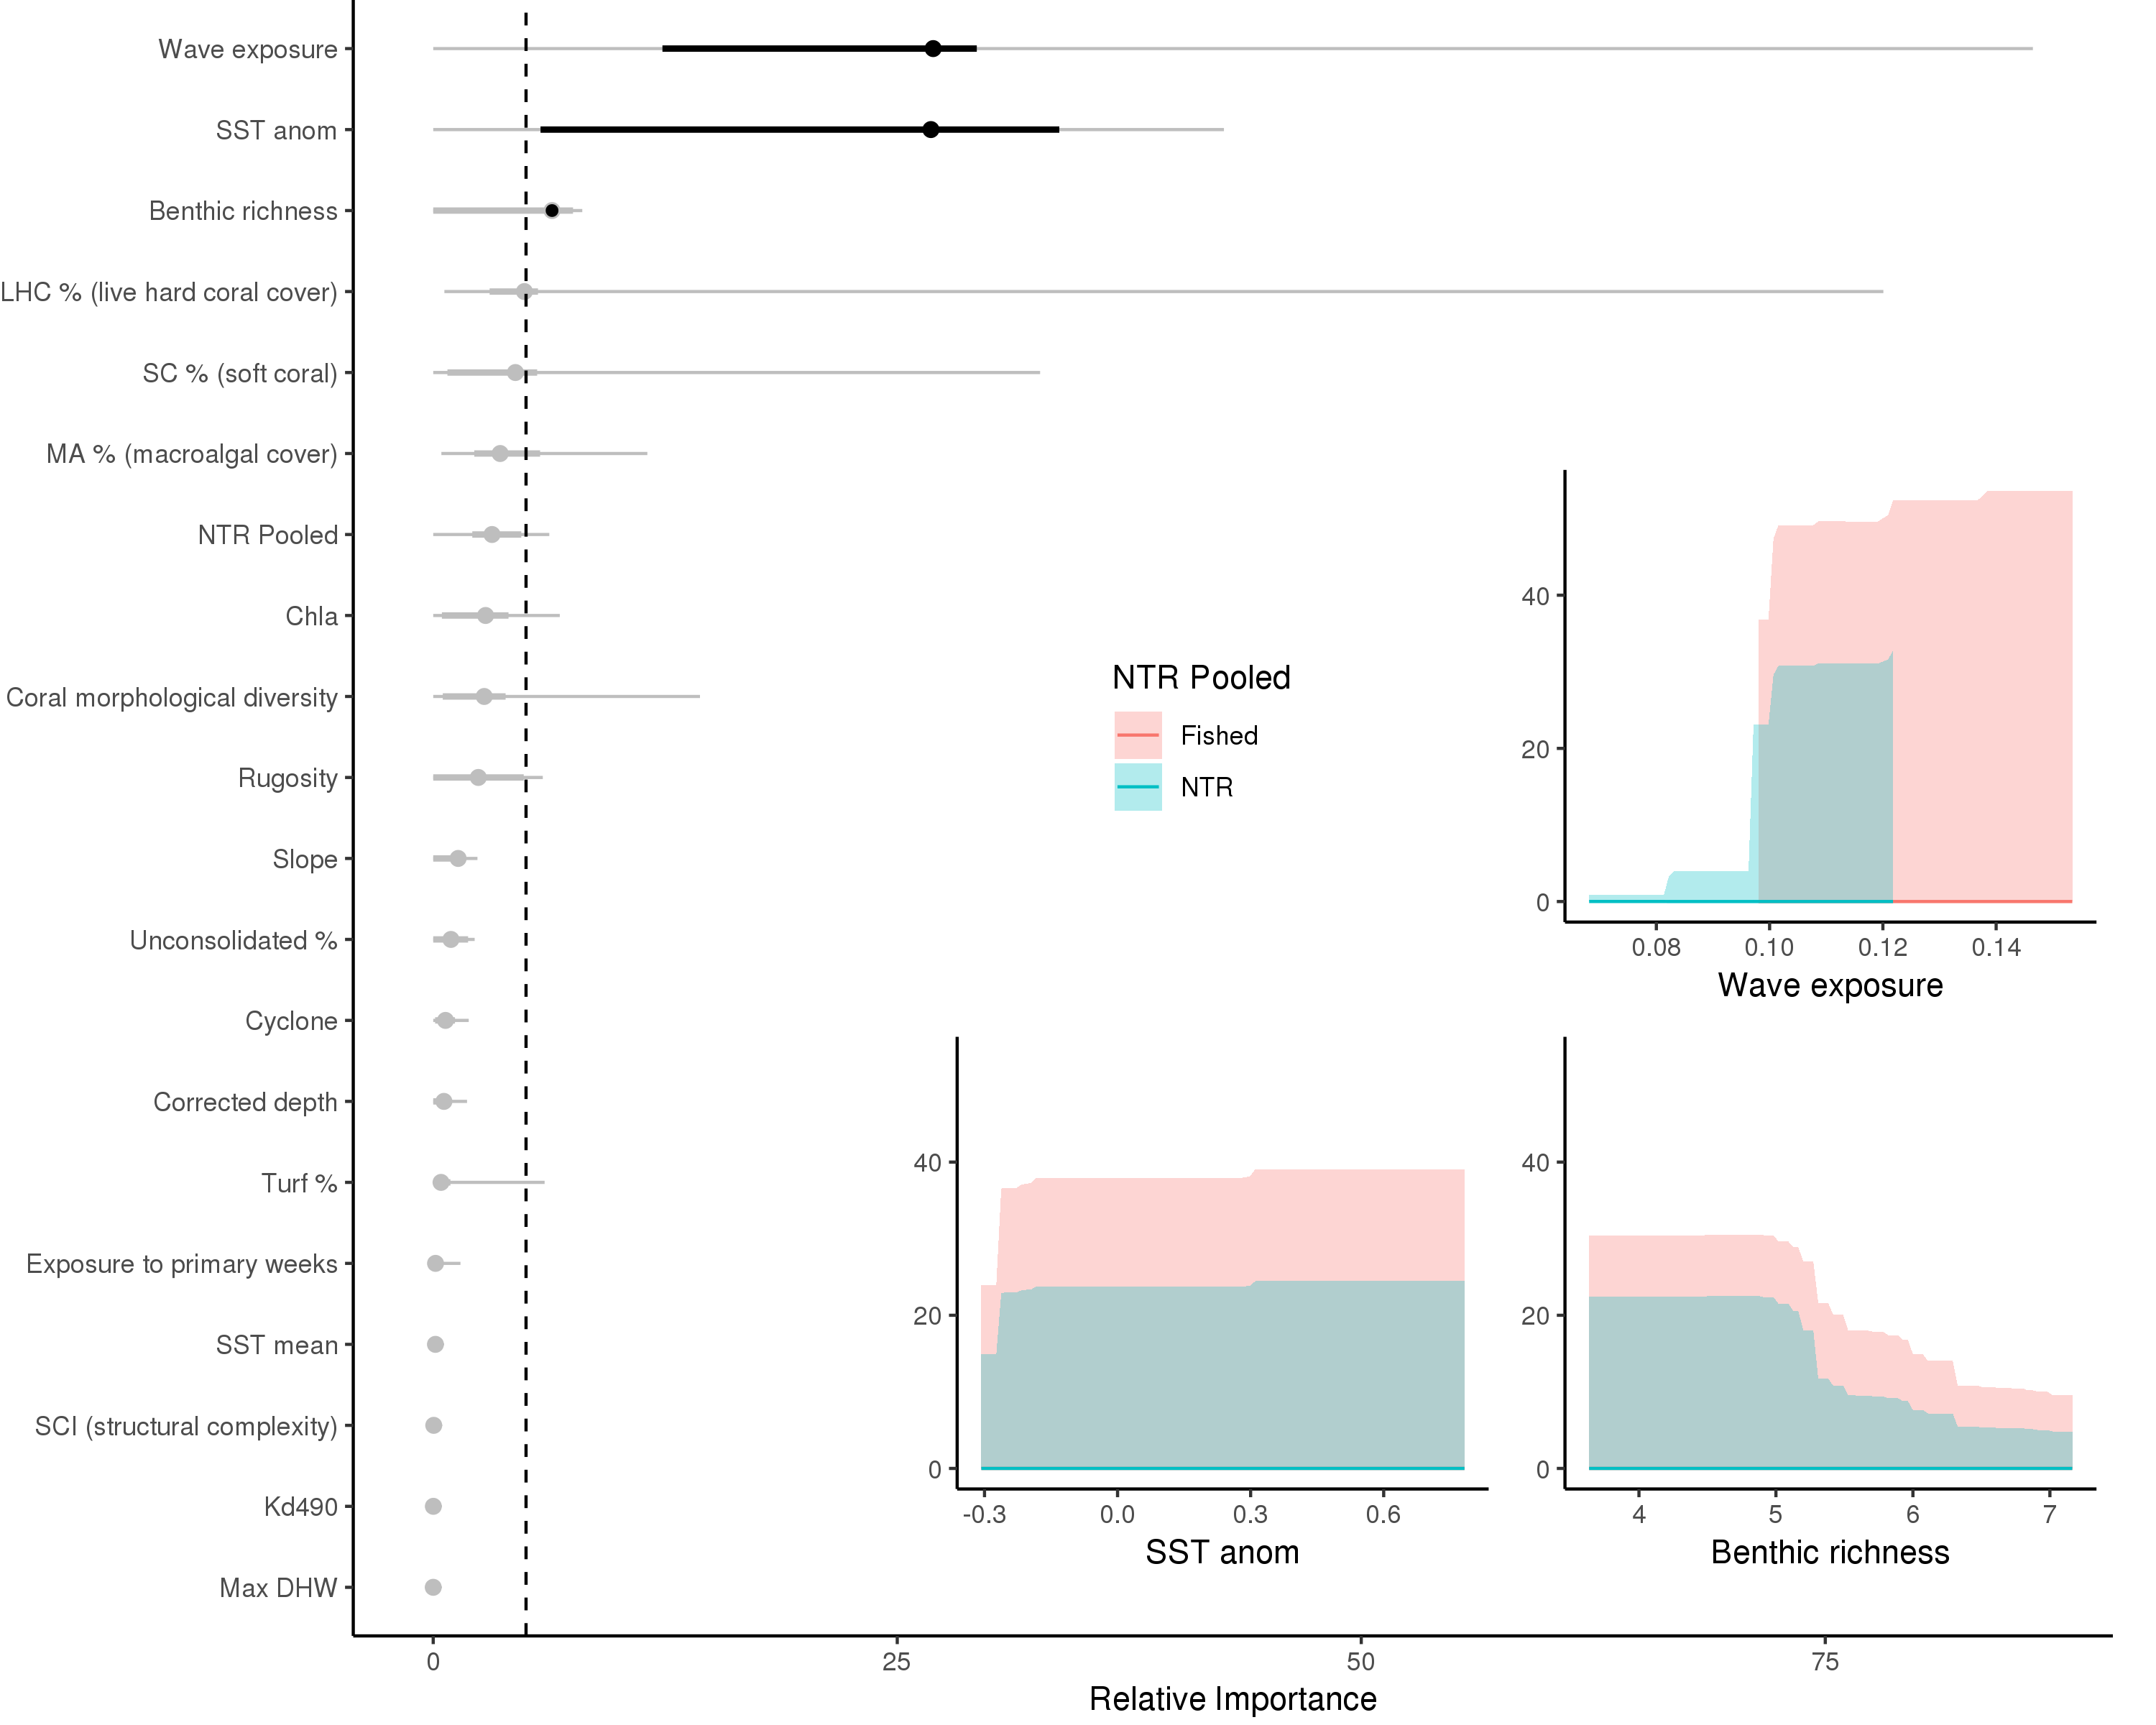 Wave exposure
SST anom
Benthic richness
LHC % (live hard coral cover)
SC % (soft coral)
MA % (macroalgal cover)
NTR Pooled
Chla
Coral morphological diversity
Rugosity
Slope
Unconsolidated %
Cyclone
Corrected depth
Turf %
Exposure to primary weeks
SST mean
SCI (structural complexity)
Kd490
Max DHW
0 25 50 75
Relative Importance
NTR Pooled
Fished
NTR
40
20
0
0.08 0.10 0.12 0.14
Wave exposure
40
20
0
-0.3 0.0 0.3 0.6
SST anom
40
20
0
4 5 6 7
Benthic richness